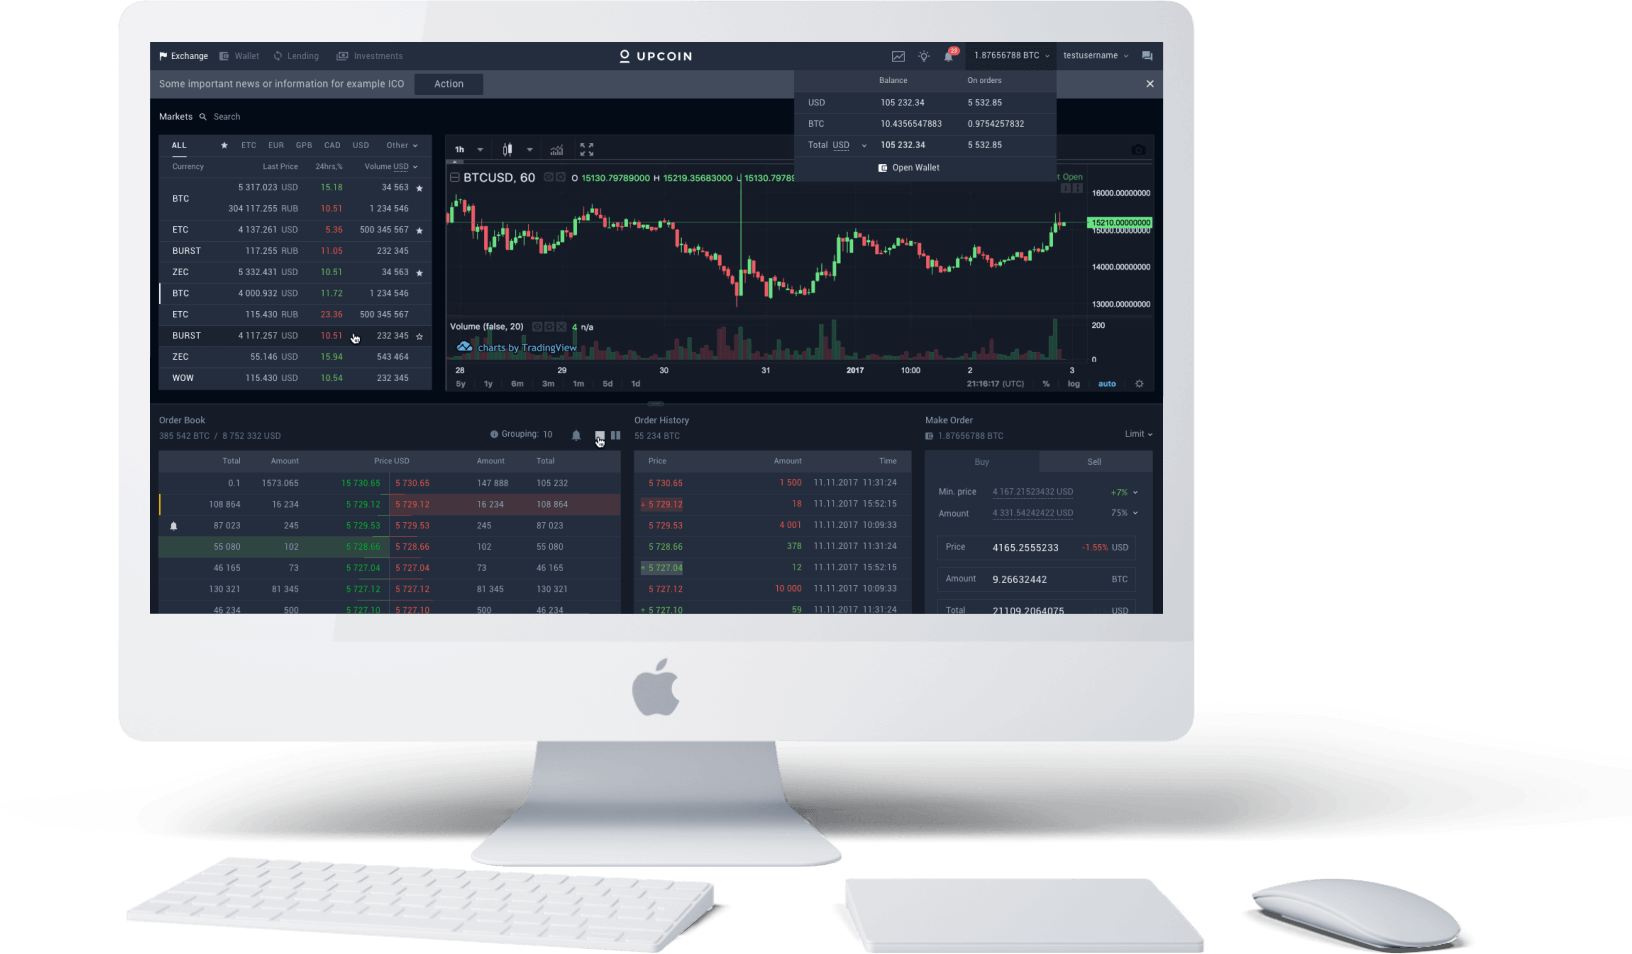 Exchange Wallet Lending Investments UPCOIN 23 1.87656788 BTC testusername
Some important news or information for example ICO Action
Balance On orders
USD 105 232.34 5 532.85
BTC 10.4356547883 0.9754257832
Total USD 105 232.34 5 532.85
Open Wallet
Markets Search
ALL ETC EUR GPB CAD USD Other
Currency Last Price 24hrs,% Volume USD
BTC 5 317.023 USD 15.18 34 563
304 117.255 RUB 10.51 1 234 546
ETC 4 137.261 USD 5.36 500 345 567
BURST 117.255 RUB 11.05 232 345
ZEC 5 332.431 USD 10.51 34 563
BTC 4 000.932 USD 11.72 1 234 546
ETC 115.430 RUB 23.36 500 345 567
BURST 4 117.257 USD 10.51 232 345
ZEC 55.146 USD 15.94 543 464
WOW 115.430 USD 10.54 232 345
1h
BTCUSD, 60 O 15130.79789000 H 15219.35683000 L 15130.789 t Open
16000.00000000
15210.00000000
15000.00000000
14000.00000000
13000.00000000
Volume (false, 20) 4 n/a 200
charts by TradingView 0
28 29 30 31 2017 10:00 2 3
5y 1y 6m 3m 1m 5d 1d 21:16:17 (UTC) % log auto
Order Book
385 542 BTC / 8 752 332 USD Grouping: 10
Total Amount Price USD Amount Total
0.1 1573.065 15 730.65 5 730.65 147 888 105 232
108 864 16 234 5 729.12 5 729.12 16 234 108 864
87 023 245 5 729.53 5 729.53 245 87 023
55 080 102 5 728.66 5 728.66 102 55 080
46 165 73 5 727.04 5 727.04 73 46 165
130 321 81 345 5 727.12 5 727.12 81 345 130 321
46 234 500 5 727.10 5 727.10 500 46 234
Order History
55 234 BTC
Price Amount Time
5 730.65 1 500 11.11.2017 11:31:24
+ 5 729.12 18 11.11.2017 15:52:15
5 729.53 4 001 11.11.2017 10:09:33
5 728.66 378 11.11.2017 11:31:24
+ 5 727.04 12 11.11.2017 15:52:15
5 727.12 10 000 11.11.2017 10:09:33
+ 5 727.10 59 11.11.2017 11:31:24
Make Order
1.87656788 BTC Limit
Buy Sell
Min. price 4 167.21523432 USD +7%
Amount 4 331.54242422 USD 75%
Price 4165.2555233 -1.55% USD
Amount 9.26632442 BTC
Total 21109.2064075 USD